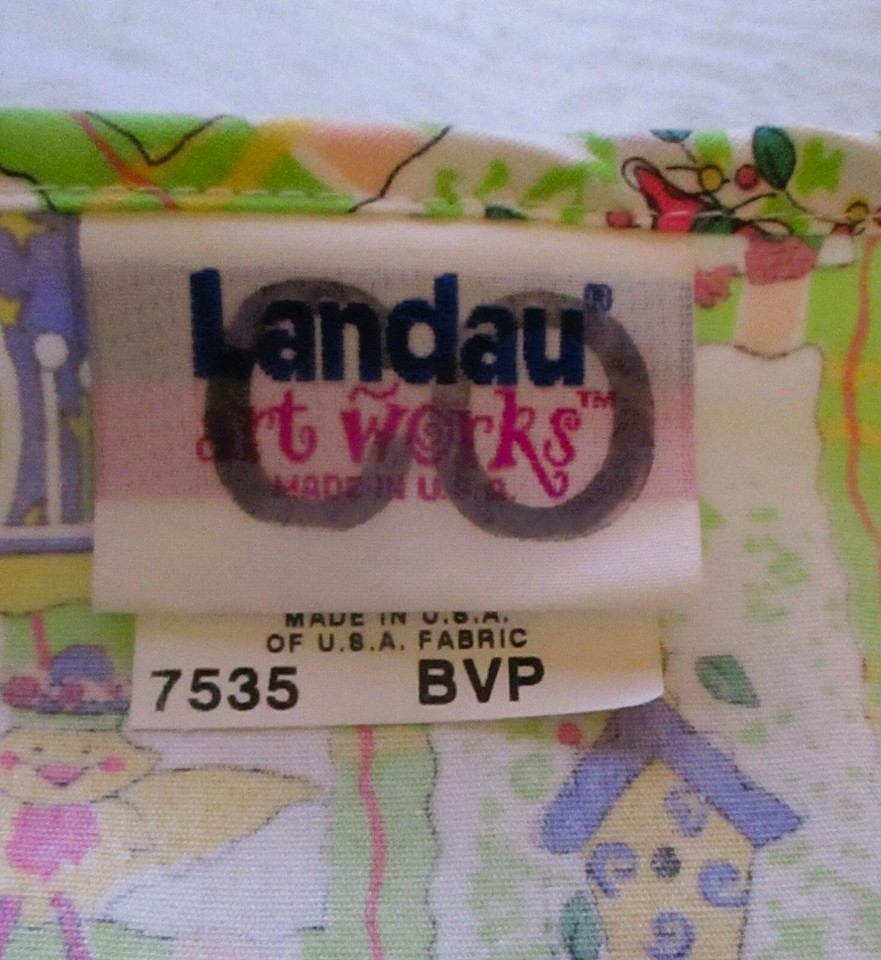 Landau®
art works™
MADE IN U.S.A.
MADE IN U.S.A.
OF U.S.A. FABRIC
7535 BVP